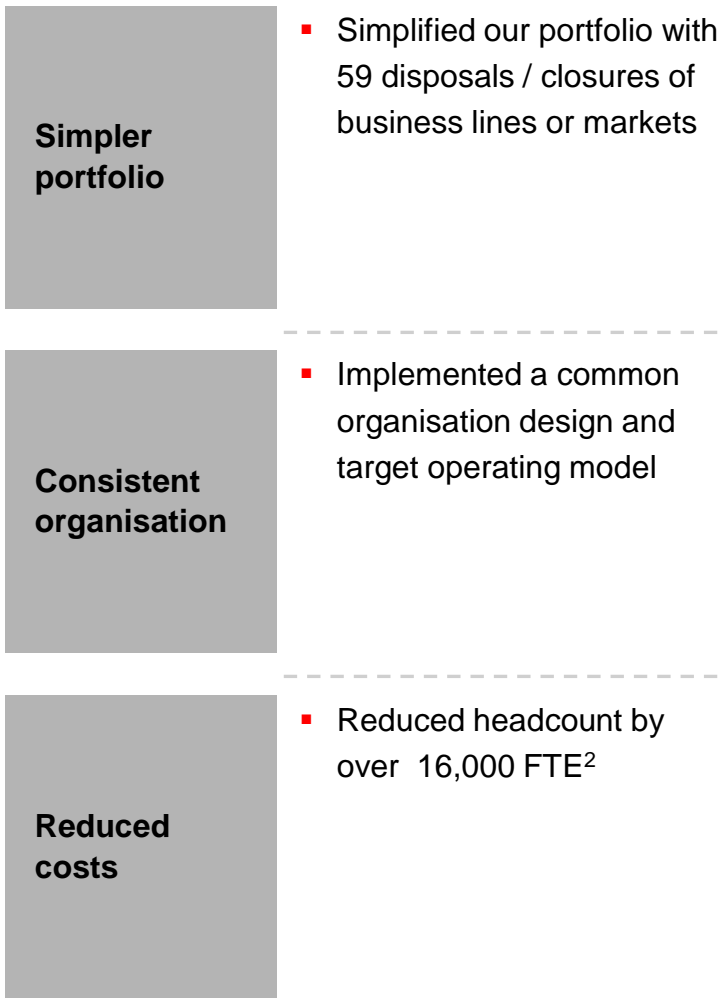 Simpler
portfolio
▪ Simplified our portfolio with
59 disposals / closures of
business lines or markets
Consistent
organisation
▪ Implemented a common
organisation design and
target operating model
Reduced
costs
▪ Reduced headcount by
over  16,000 FTE²